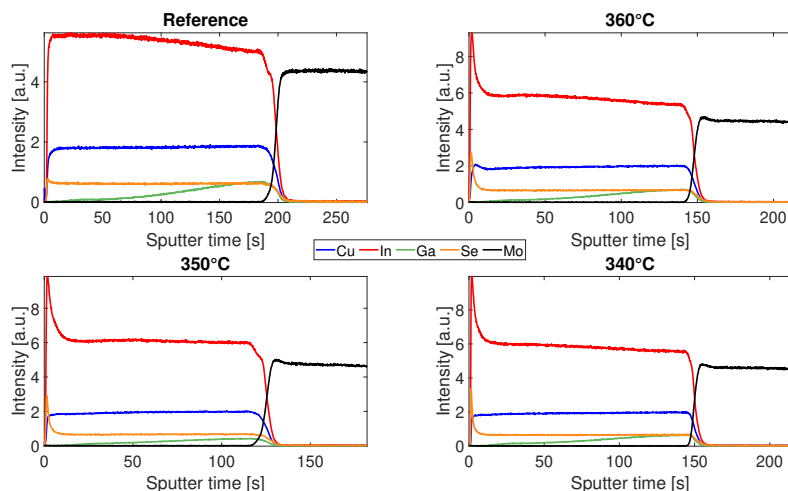 Reference
Intensity [a.u.]
0
2
4
0 50 100 150 200 250
Sputter time [s]
360°C
Intensity [a.u.]
0
2
4
6
8
0 50 100 150 200
Sputter time [s]
Cu In Ga Se Mo
350°C
Intensity [a.u.]
0
2
4
6
8
0 50 100 150
Sputter time [s]
340°C
Intensity [a.u.]
0
2
4
6
8
0 50 100 150 200
Sputter time [s]